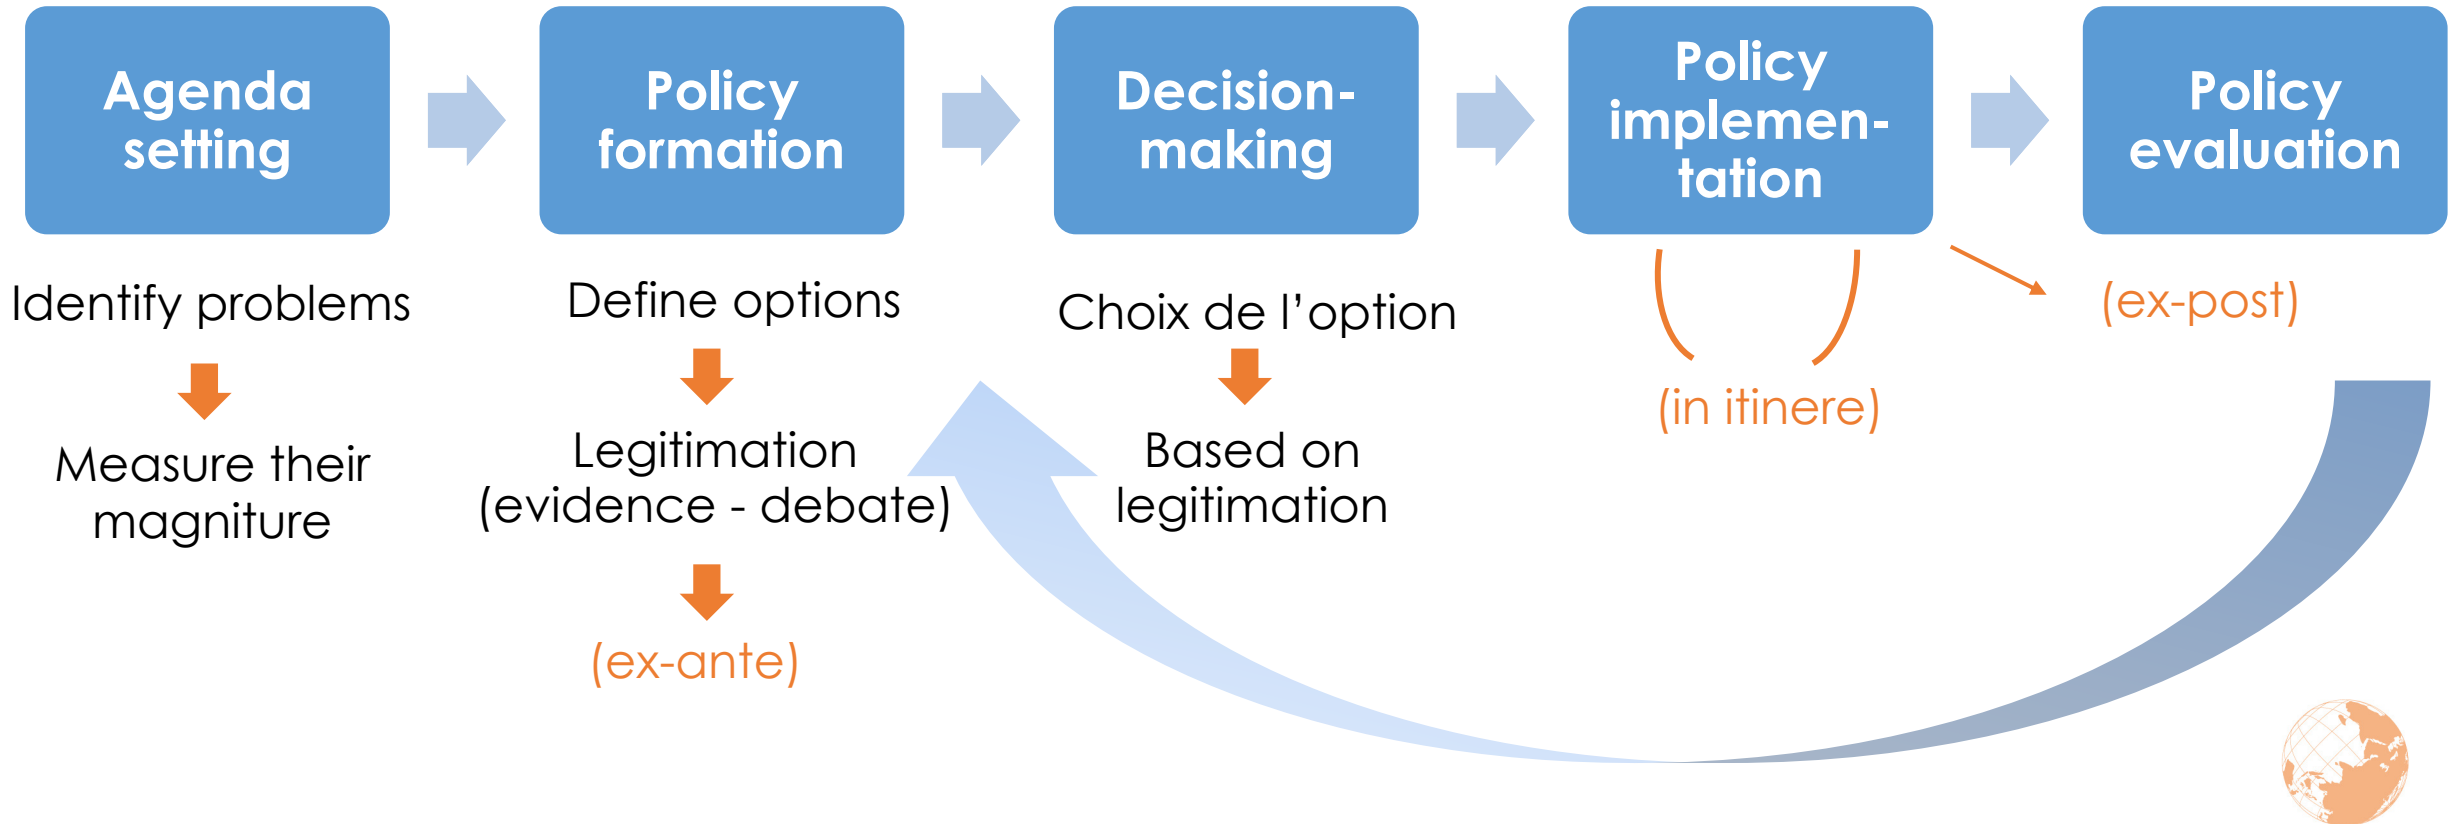 Agenda
setting
Policy
formation
Decision-
making
Policy
implemen-
tation
Policy
evaluation
Identify problems
Measure their
magniture
Define options
Legitimation
(evidence - debate)
(ex-ante)
Choix de l’option
Based on
legitimation
(in itinere)
(ex-post)